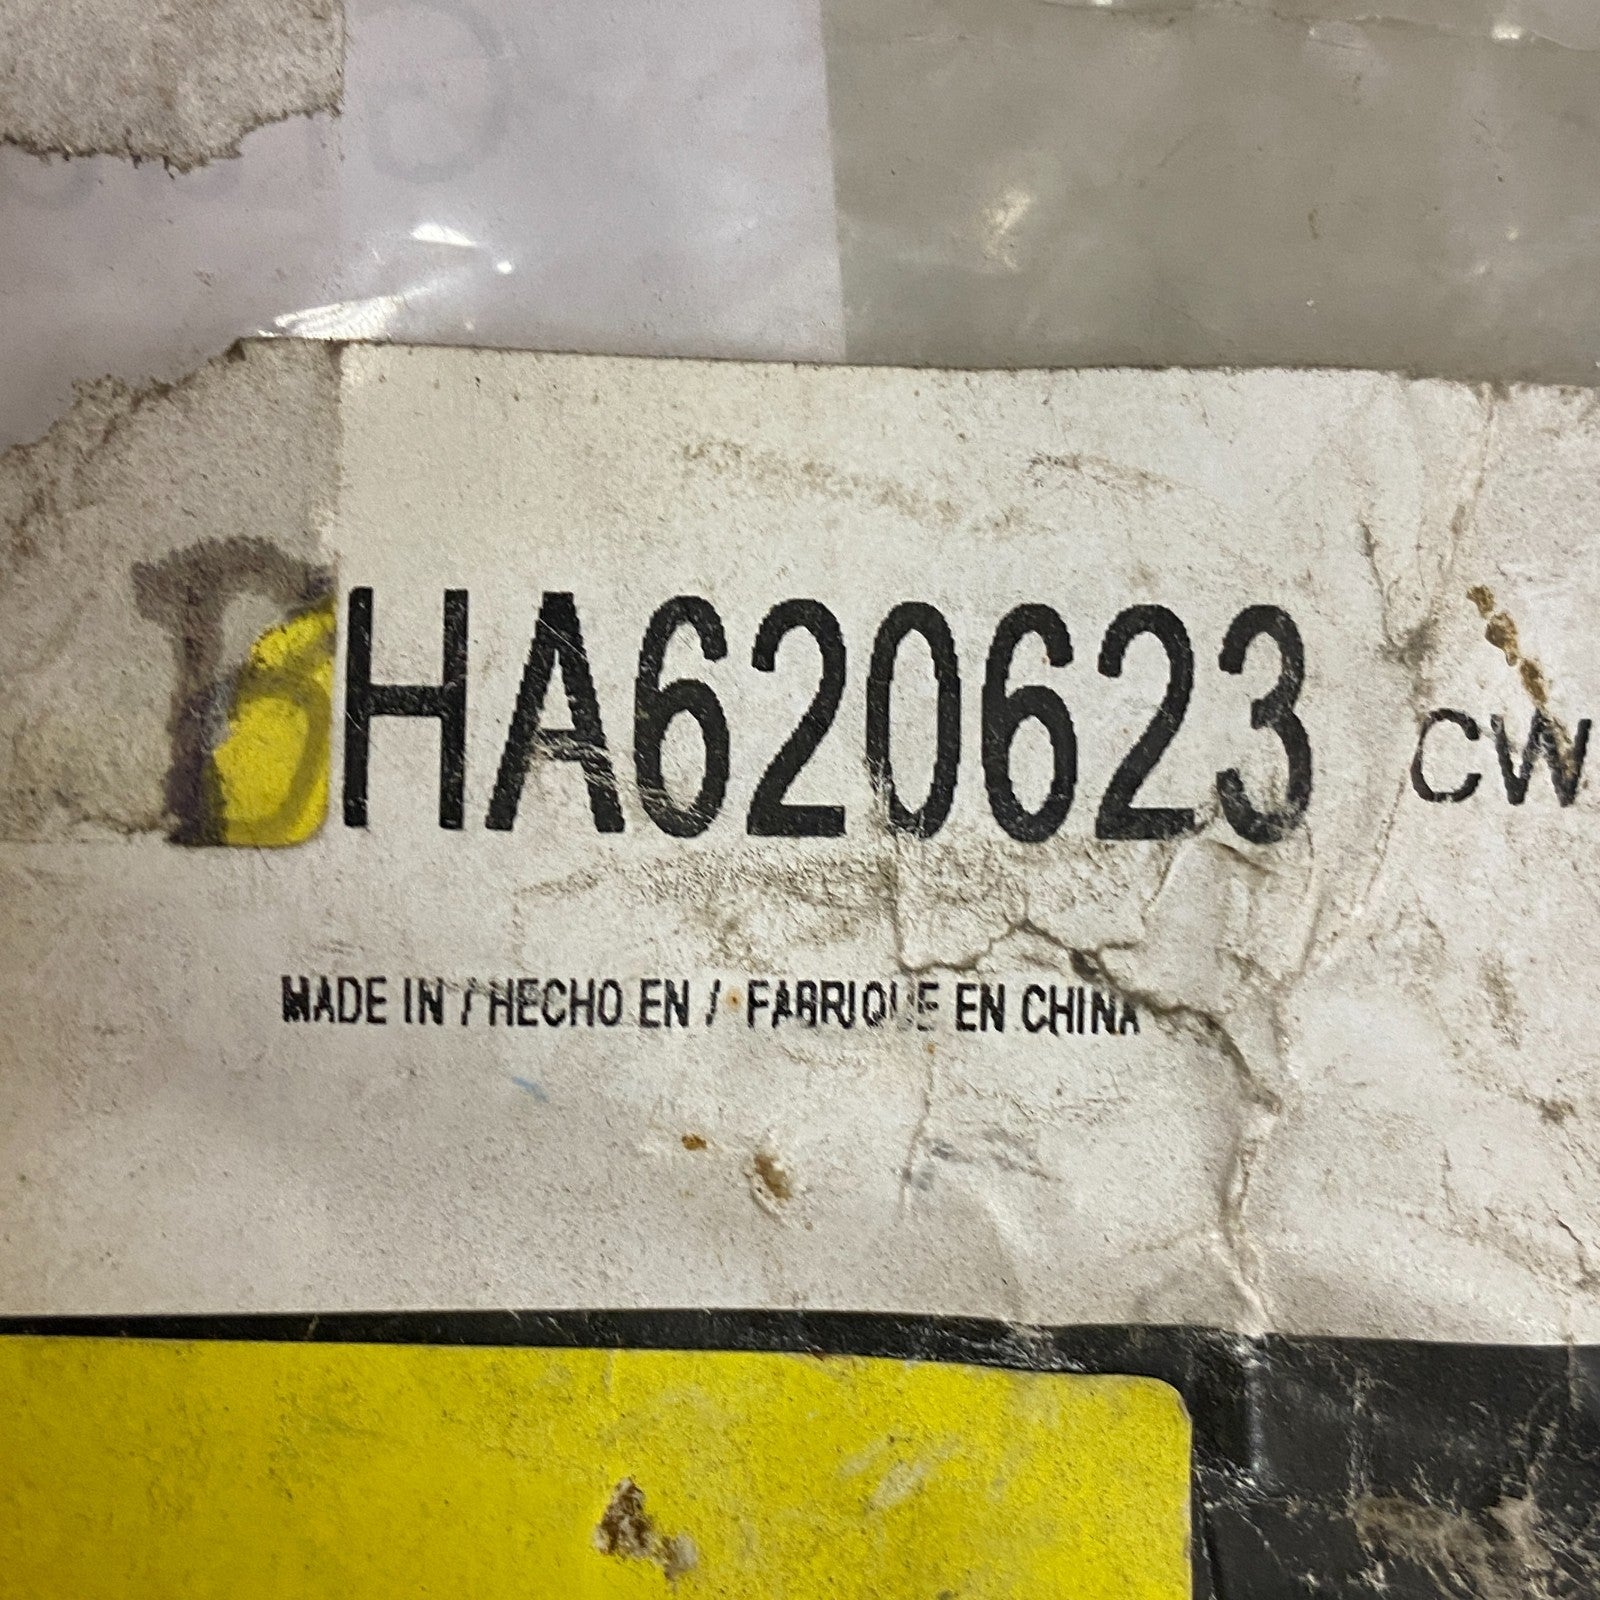 HA620623 CW
MADE IN / HECHO EN / FABRIQUE EN CHINA